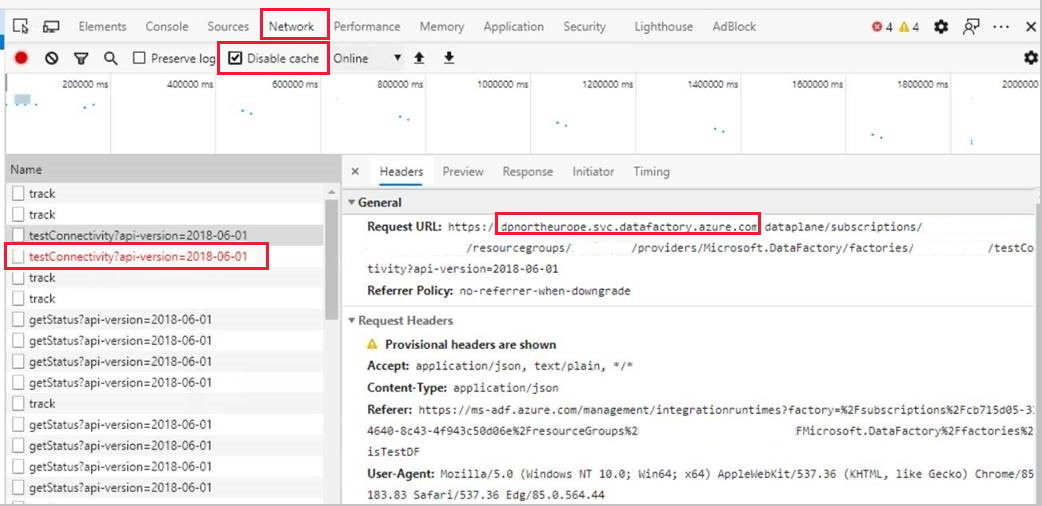 Elements Console Sources Network Performance Memory Application Security Lighthouse AdBlock 4 4
Preserve log Disable cache Online
200000 ms 400000 ms 600000 ms 800000 ms 1000000 ms 1200000 ms 1400000 ms 1600000 ms 1800000 ms 2000000
Name
track
track
testConnectivity?api-version=2018-06-01
testConnectivity?api-version=2018-06-01
track
track
getStatus?api-version=2018-06-01
getStatus?api-version=2018-06-01
getStatus?api-version=2018-06-01
getStatus?api-version=2018-06-01
track
getStatus?api-version=2018-06-01
getStatus?api-version=2018-06-01
getStatus?api-version=2018-06-01
getStatus?api-version=2018-06-01
Headers Preview Response Initiator Timing
General
Request URL: https:/ dpnortheurope.svc.datafactory.azure.com dataplane/subscriptions/
/resourcegroups/ /providers/Microsoft.DataFactory/factories/ /testCo
tivity?api-version=2018-06-01
Referrer Policy: no-referrer-when-downgrade
Request Headers
Provisional headers are shown
Accept: application/json, text/plain, */*
Content-Type: application/json
Referer: https://ms-adf.azure.com/management/integrationruntimes?factory=%2Fsubscriptions%2Fcb715d05-3
4640-8c43-4f943c50d06e%2FresourceGroups%2 FMicrosoft.DataFactory%2Ffactories%2
isTestDF
User-Agent: Mozilla/5.0 (Windows NT 10.0; Win64; x64) AppleWebKit/537.36 (KHTML, like Gecko) Chrome/85
183.83 Safari/537.36 Edg/85.0.564.44